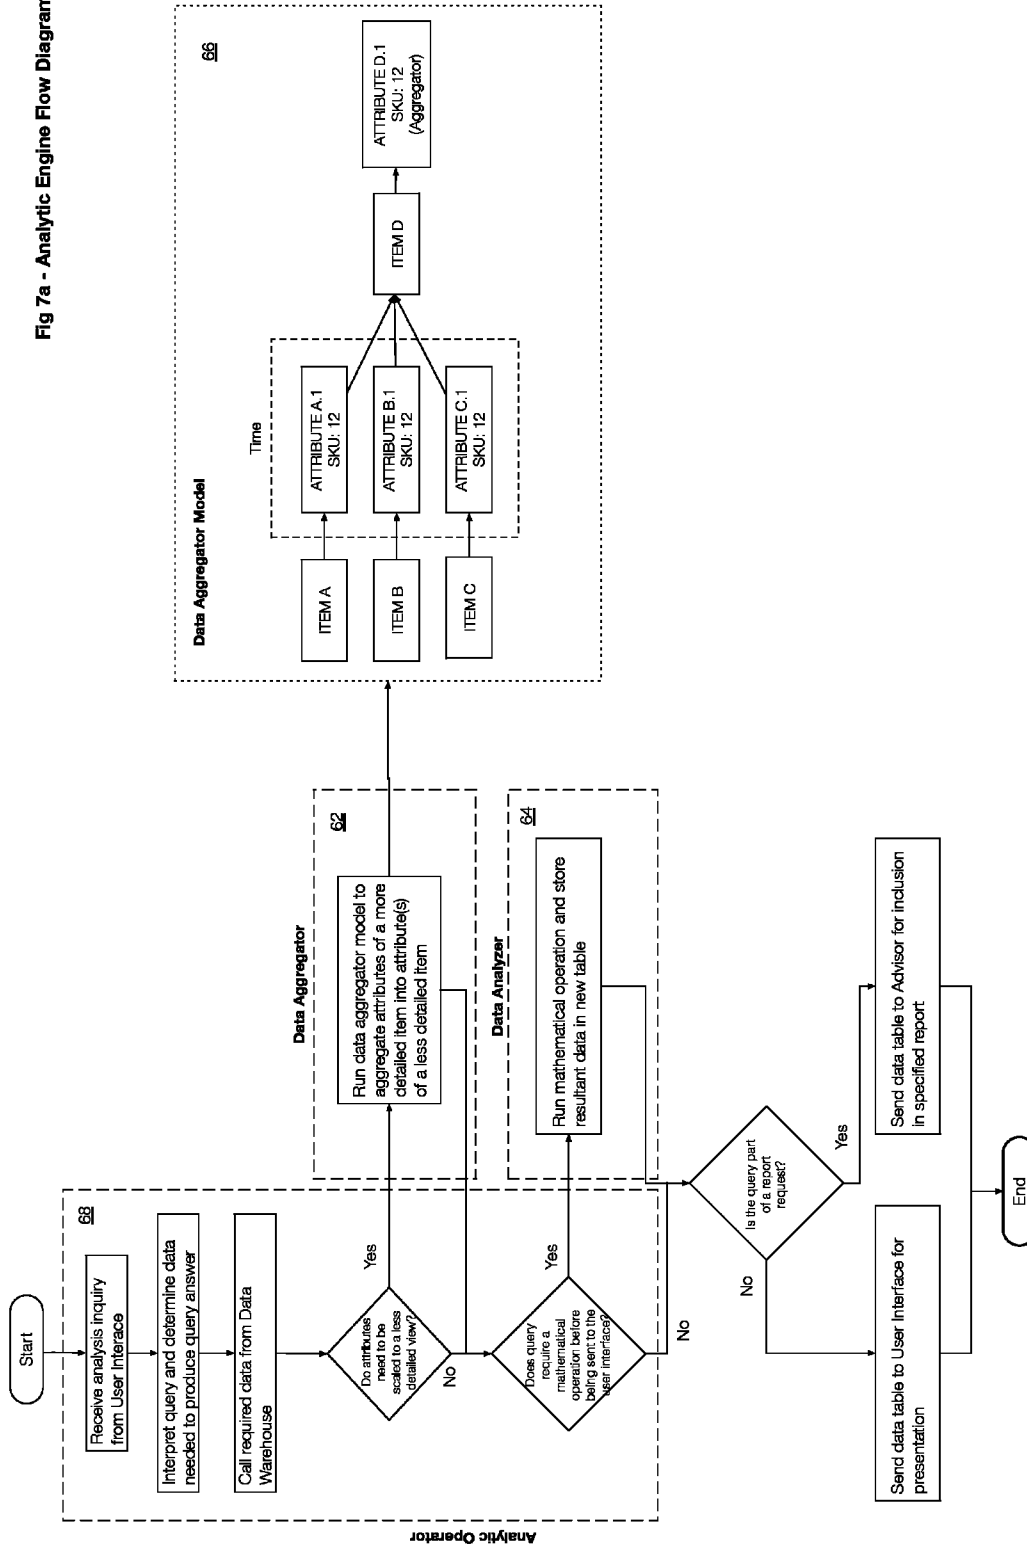 Fig 7a - Analytic Engine Flow Diagram
Start
68
Receive analysis inquiry
from User Interace
Interpret query and determine data
needed to produce query answer
Call required data from Data
Warehouse
Do attributes
need to be
scaled to a less
detailed view?
Yes
No
Does query
require a
mathematical
operation before
being sent to the
user interface?
Yes
No
Analytic Operator
Data Aggregator
62
Run data aggregator model to
aggregate attributes of a more
detailed item into attribute(s)
of a less detailed item
Data Analyzer
64
Run mathematical operation and store
resultant data in new table
Data Aggregator Model
66
Time
ITEM A
ATTRIBUTE A.1
SKU: 12
ITEM B
ATTRIBUTE B.1
SKU: 12
ITEM C
ATTRIBUTE C.1
SKU: 12
ITEM D
ATTRIBUTE D.1
SKU: 12
(Aggregator)
Is the query part
of a report
request?
No
Yes
Send data table to User Interface for
presentation
Send data table to Advisor for inclusion
in specified report
End